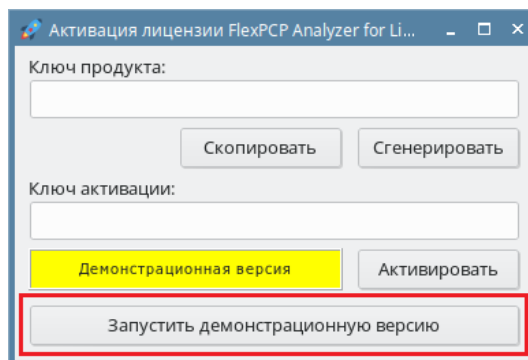 Активация лицензии FlexPCP Analyzer for Li...
Ключ продукта:
Скопировать Сгенерировать
Ключ активации:
Демонстрационная версия Активировать
Запустить демонстрационную версию